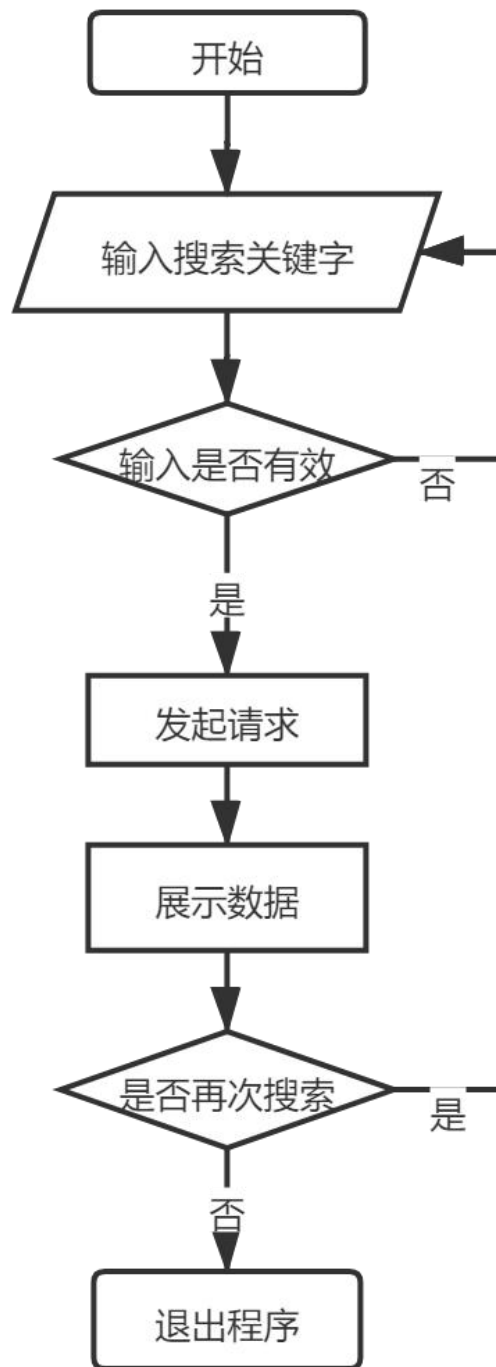 开始
输入搜索关键字
输入是否有效
否
是
发起请求
展示数据
是否再次搜索
是
否
退出程序